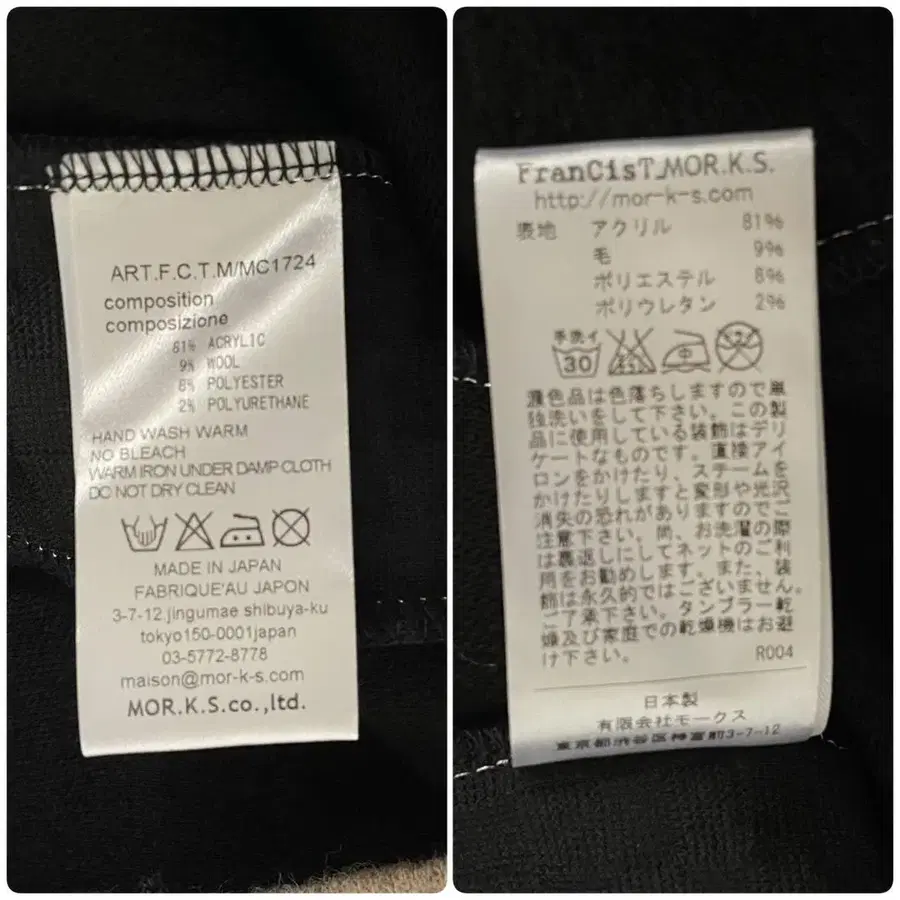 ART.F.C.T.M/MC1724
composition
composizione
81% ACRYLIC
9% WOOL
8% POLYESTER
2% POLYURETHANE
HAND WASH WARM
NO BLEACH
WARM IRON UNDER DAMP CLOTH
DO NOT DRY CLEAN
MADE IN JAPAN
FABRIQUE'AU JAPON
3-7-12.jingumae shibuya-ku
tokyo150-0001japan
03-5772-8778
maison@mor-k-s.com
MOR.K.S.co.,ltd.
FranCisT_MOR.K.S.
http://mor-k-s.com
表地 アクリル 81%
毛 9%
ポリエステル 8%
ポリウレタン 2%
手洗イ
30
エンソ
中
ドライ
濃色品は色落ちしますので単
独洗いをして下さい。この製
品に使用している装飾はデリ
ケートなものです。直接アイ
ロンをかけたり、スチームを
かけたりしますと変形や光沢
消失の恐れがありますのでご
注意下さい。尚、お洗濯の際
は裏返しにしてネットのご利
用をお勧めします。また、装
飾は永久的ではございません。
ご了承下さい。タンブラー乾
燥及び家庭での乾燥機はお避
け下さい。
R004
日本製
有限会社モークス
東京都渋谷区神宮前3-7-12